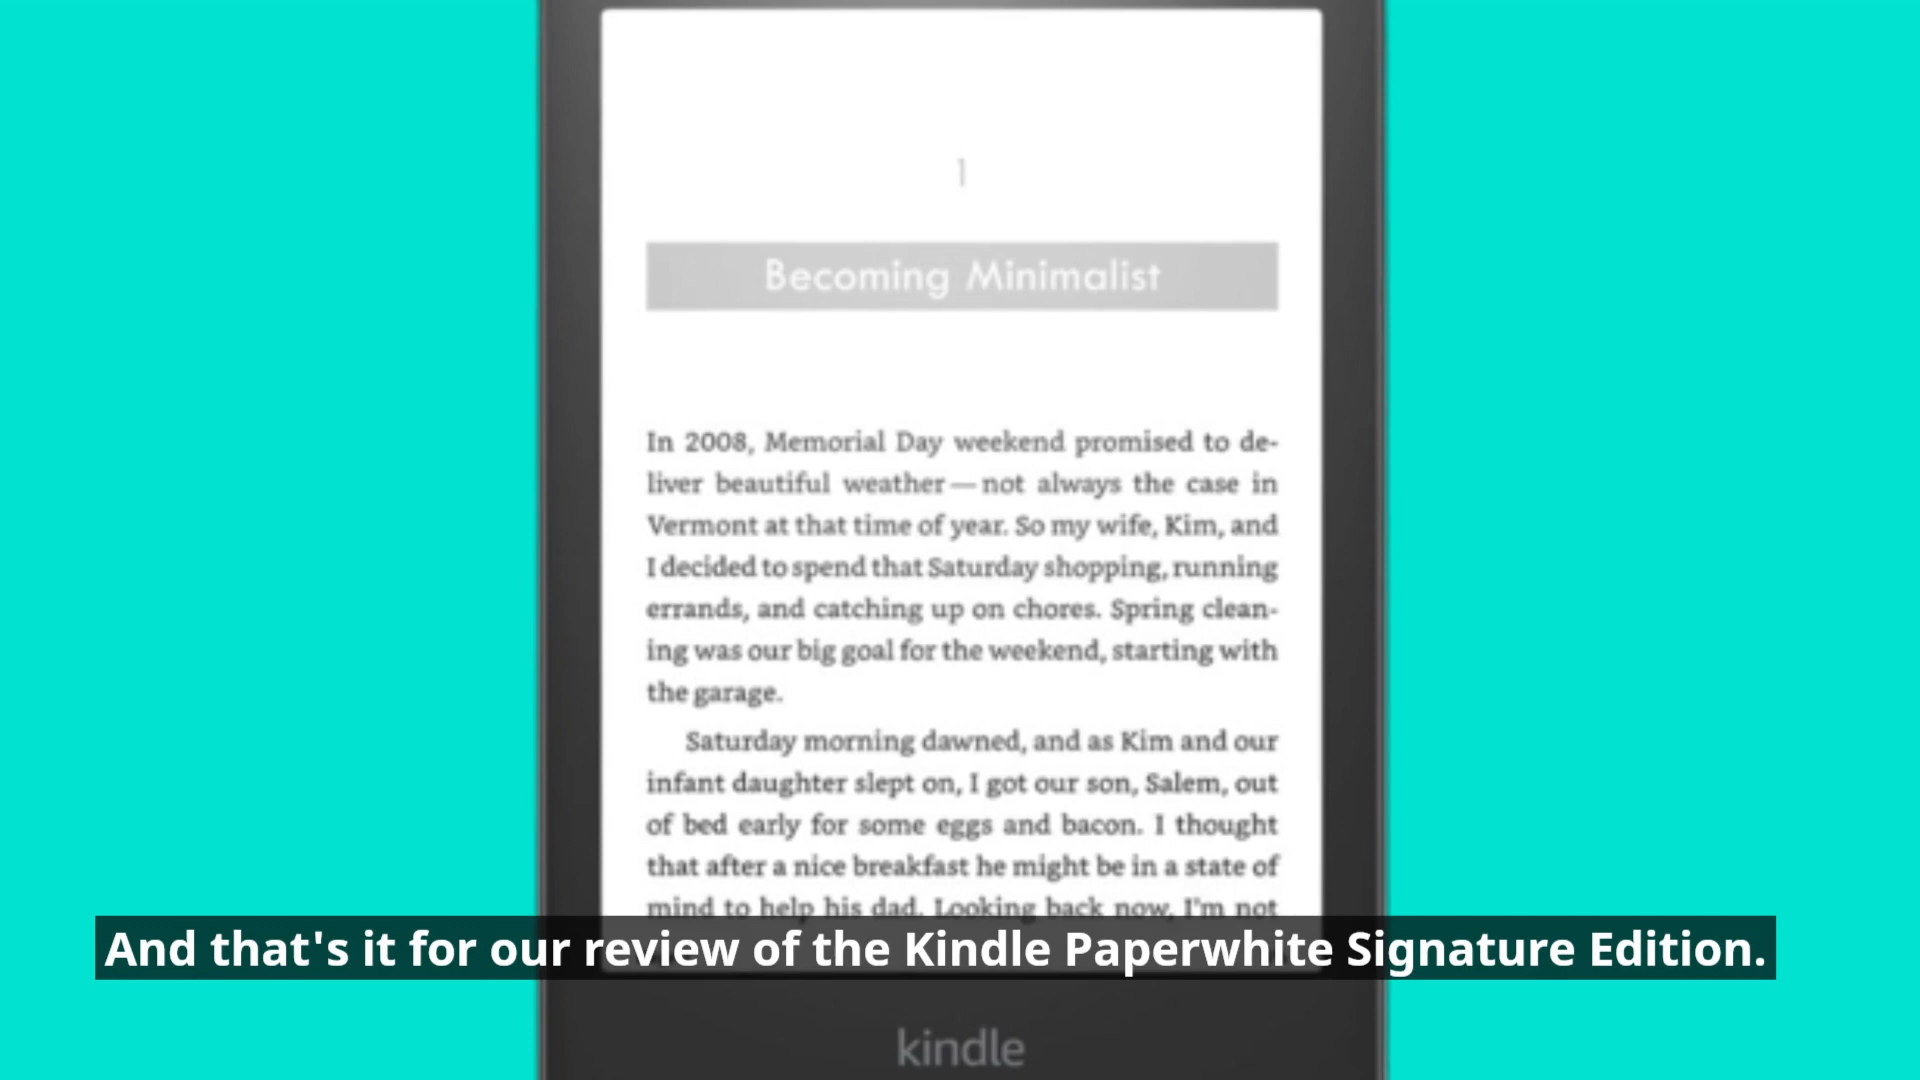 1
Becoming Minimalist
In 2008, Memorial Day weekend promised to de-
liver beautiful weather—not always the case in
Vermont at that time of year. So my wife, Kim, and
I decided to spend that Saturday shopping, running
errands, and catching up on chores. Spring clean-
ing was our big goal for the weekend, starting with
the garage.
Saturday morning dawned, and as Kim and our
infant daughter slept on, I got our son, Salem, out
of bed early for some eggs and bacon. I thought
that after a nice breakfast he might be in a state of
mind to help his dad. Looking back now, I'm not
And that's it for our review of the Kindle Paperwhite Signature Edition.
kindle